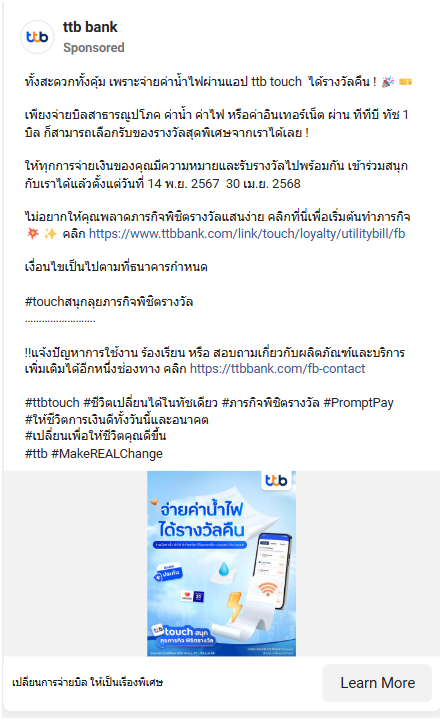 ttb
ttb bank
Sponsored
ทั้งสะดวกทั้งคุ้ม เพราะจ่ายค่าน้ำไฟผ่านแอป ttb touch ได้รางวัลคืน !
เพียงจ่ายบิลสาธารณูปโภค ค่าน้ำ ค่าไฟ หรือค่าอินเทอร์เน็ต ผ่าน ทีทีบี ทัช 1
บิล ก็สามารถเลือกรับของรางวัลสุดพิเศษจากเราได้เลย !
ให้ทุกการจ่ายเงินของคุณมีความหมายและรับรางวัลไปพร้อมกัน เข้าร่วมสนุก
กับเราได้แล้วตั้งแต่วันที่ 14 พ.ย. 2567 30 เม.ย. 2568
ไม่อยากให้คุณพลาดภารกิจพิชิตรางวัลแสนง่าย คลิกที่นี่เพื่อเริ่มต้นทำภารกิจ
คลิก https://www.ttbbank.com/link/touch/loyalty/utilitybill/fb
เงื่อนไขเป็นไปตามที่ธนาคารกำหนด
#touchสนุกลุยภารกิจพิชิตรางวัล
…………………….
!!แจ้งปัญหาการใช้งาน ร้องเรียน หรือ สอบถามเกี่ยวกับผลิตภัณฑ์และบริการ
เพิ่มเติมได้อีกหนึ่งช่องทาง คลิก https://ttbbank.com/fb-contact
#ttbtouch #ชีวิตเปลี่ยนได้ในทัชเดียว #ภารกิจพิชิตรางวัล #PromptPay
#ให้ชีวิตการเงินดีทั้งวันนี้และอนาคต
#เปลี่ยนเพื่อให้ชีวิตคุณดีขึ้น
#ttb #MakeREALChange
ttb
จ่ายค่าน้ำไฟ
ได้รางวัลคืน
ttb touch สนุก
ลุยภารกิจ พิชิตรางวัล
เปลี่ยนการจ่ายบิล ให้เป็นเรื่องพิเศษ
Learn More